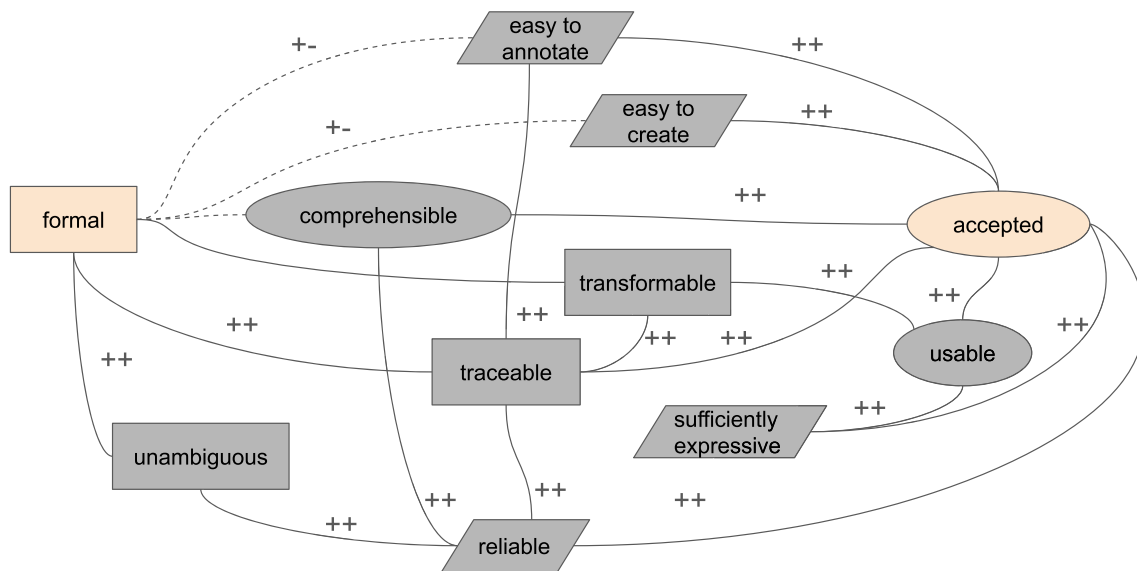 easy to
annotate
+-
++
easy to
create
+-
++
formal
comprehensible
++
accepted
transformable
++
++
++
++
++
++
++
++
usable
traceable
++
sufficiently
expressive
++
unambiguous
++
++
++
++
reliable